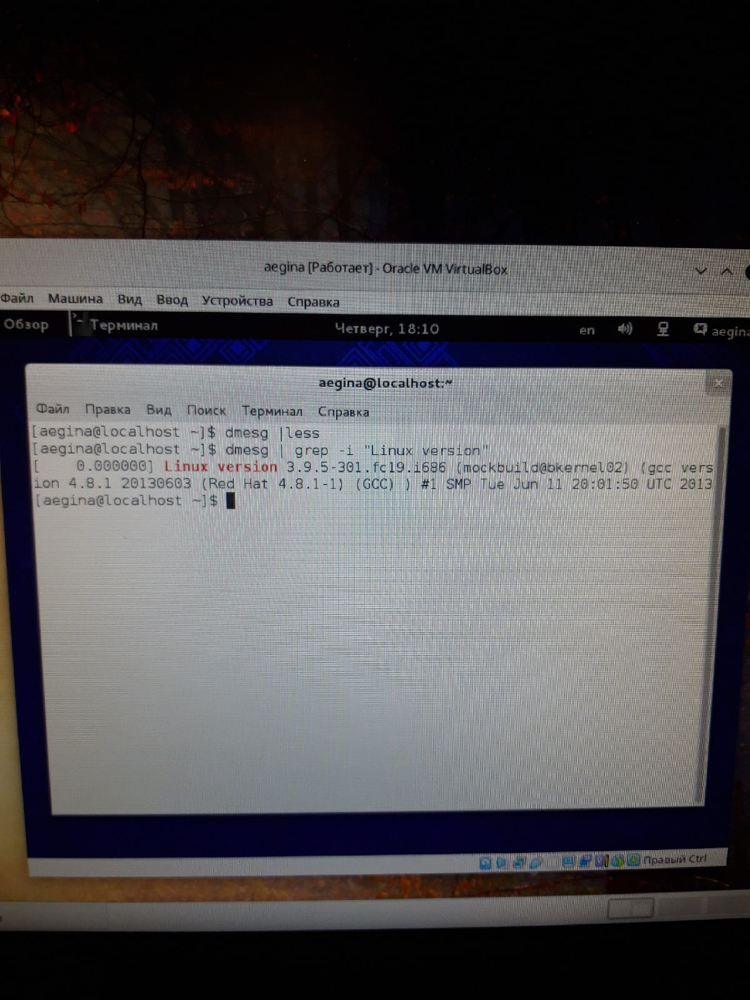 aegina [Работает] - Oracle VM VirtualBox
Файл Машина Вид Ввод Устройства Справка
Обзор Терминал Четверг, 18:10 en aegina
aegina@localhost:~
Файл Правка Вид Поиск Терминал Справка
[aegina@localhost ~]$ dmesg |less
[aegina@localhost ~]$ dmesg | grep -i "Linux version"
[    0.000000] Linux version 3.9.5-301.fc19.i686 (mockbuild@bkernel02) (gcc vers
ion 4.8.1 20130603 (Red Hat 4.8.1-1) (GCC) ) #1 SMP Tue Jun 11 20:01:50 UTC 2013
[aegina@localhost ~]$
Правый Ctrl